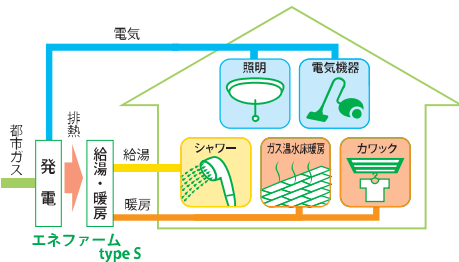 電気
照明
電気機器
都市ガス
発電
排熱
給湯・暖房
給湯
シャワー
ガス温水床暖房
カワック
暖房
エネファーム
type S